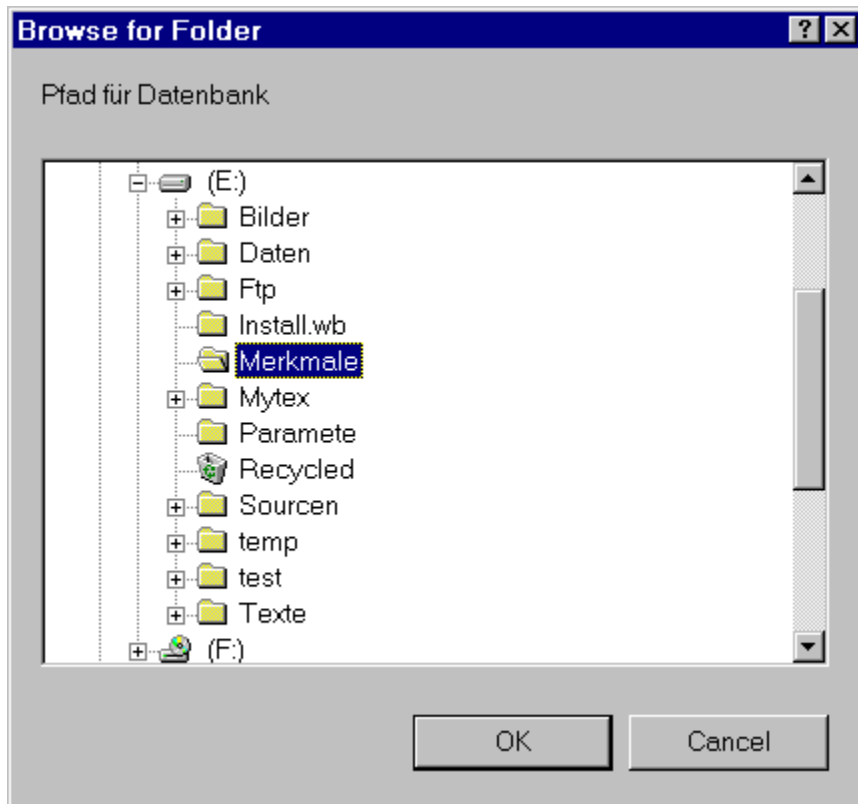 Browse for Folder
Pfad für Datenbank
(E:)
Bilder
Daten
Ftp
Install.wb
Merkmale
Mytex
Paramete
Recycled
Sourcen
temp
test
Texte
(F:)
OK Cancel